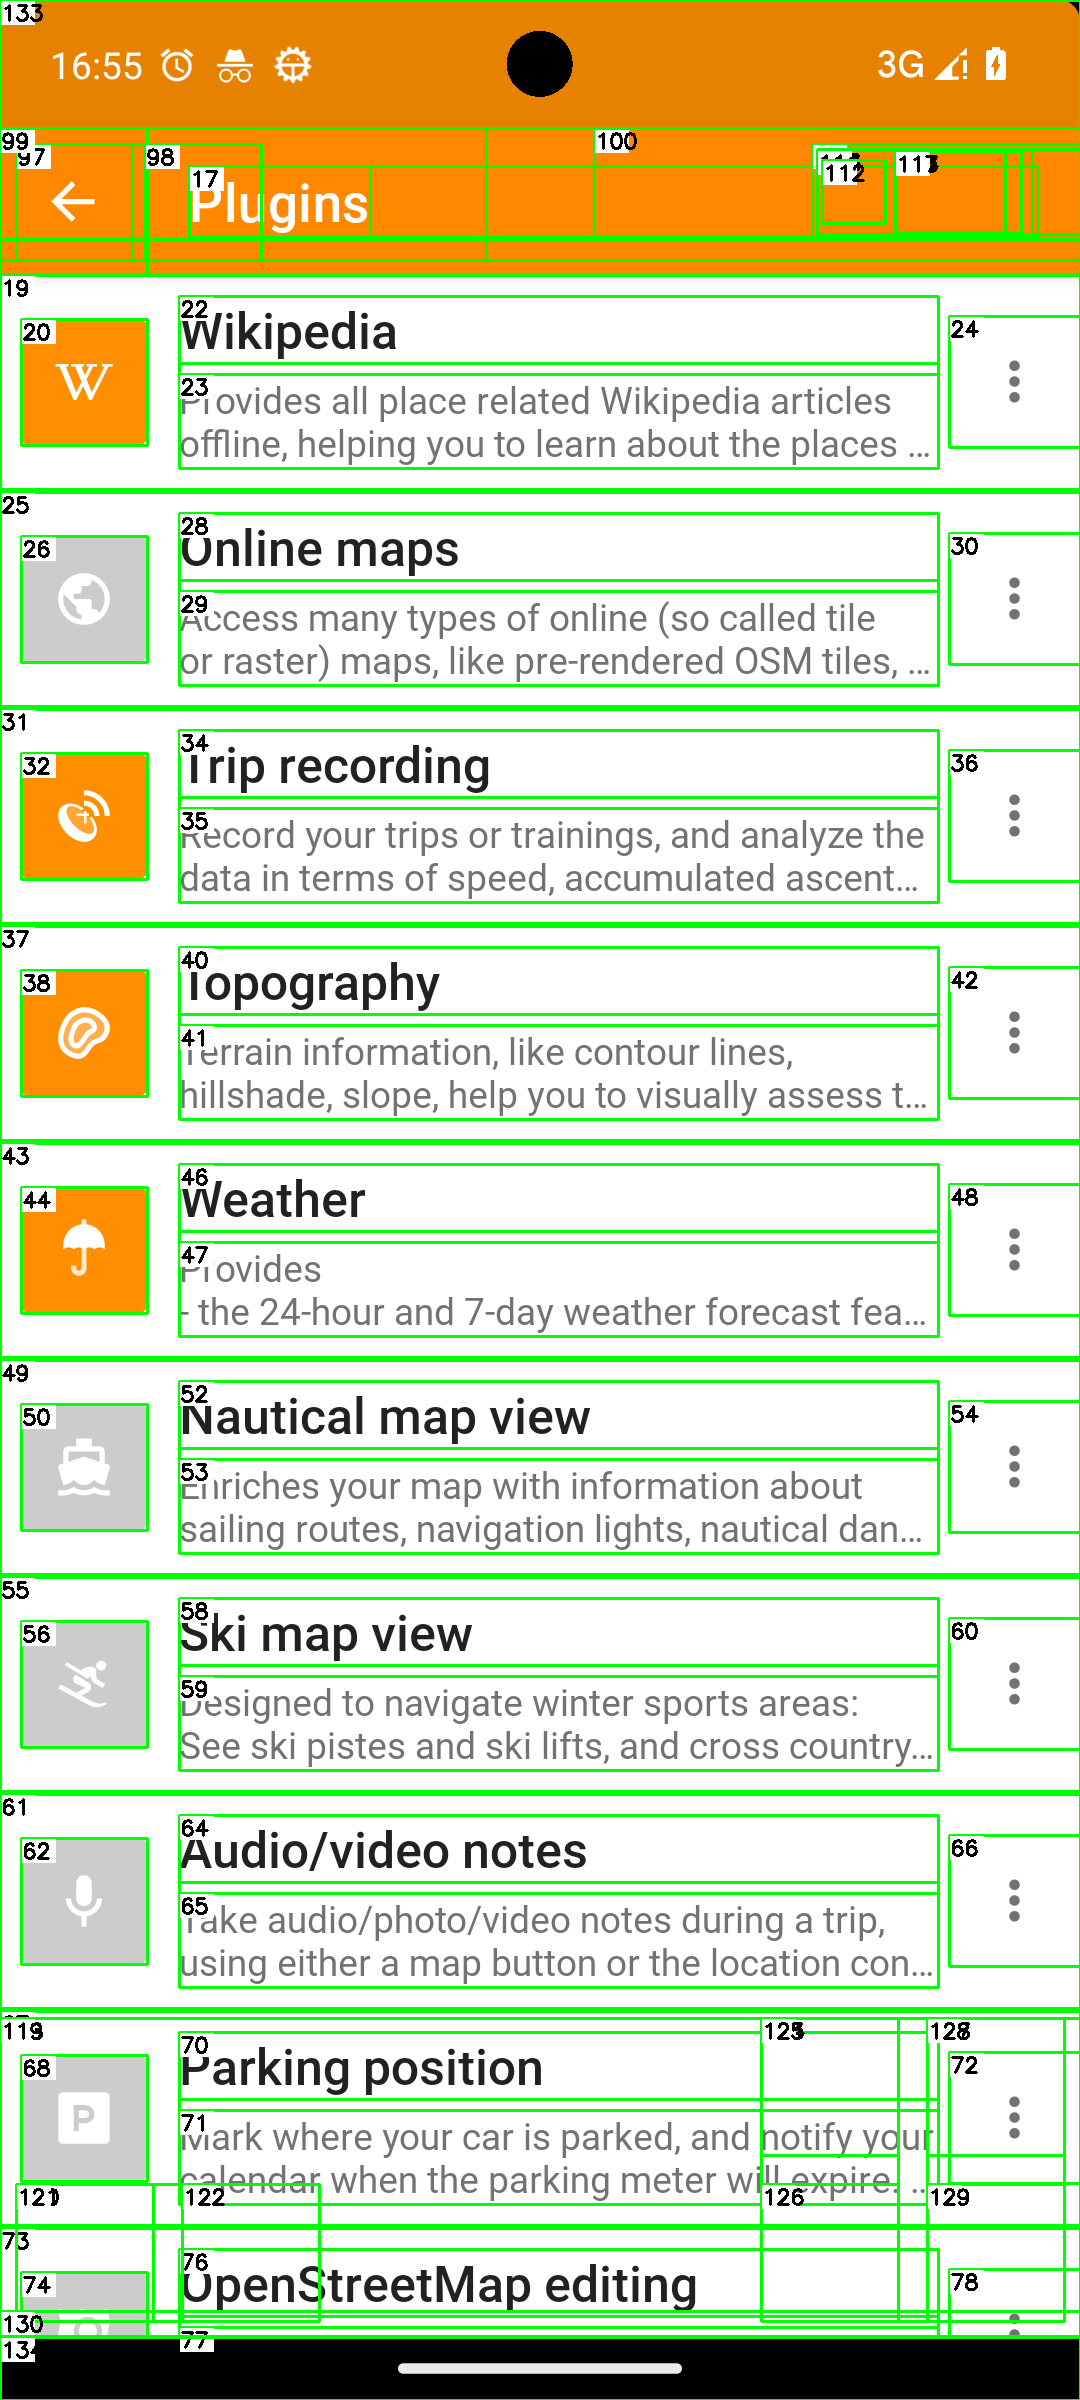 133
16:55
3G
99
97
98
100
112
117
17
Plugins
19
20
W
22
Wikipedia
24
23
Provides all place related Wikipedia articles
offline, helping you to learn about the places ...
25
26
28
Online maps
30
29
Access many types of online (so called tile
or raster) maps, like pre-rendered OSM tiles, ...
31
32
34
Trip recording
36
35
Record your trips or trainings, and analyze the
data in terms of speed, accumulated ascent...
37
38
40
Topography
42
41
Terrain information, like contour lines,
hillshade, slope, help you to visually assess t...
43
44
46
Weather
48
47
Provides
- the 24-hour and 7-day weather forecast fea...
49
50
52
Nautical map view
54
53
Enriches your map with information about
sailing routes, navigation lights, nautical dan...
55
56
58
Ski map view
60
59
Designed to navigate winter sports areas:
See ski pistes and ski lifts, and cross country...
61
62
64
Audio/video notes
66
65
Take audio/photo/video notes during a trip,
using either a map button or the location con...
68
P
70
Parking position
72
71
Mark where your car is parked, and notify your
calendar when the parking meter will expire. ...
122
126
129
73
74
76
OpenStreetMap editing
78
130
77
134